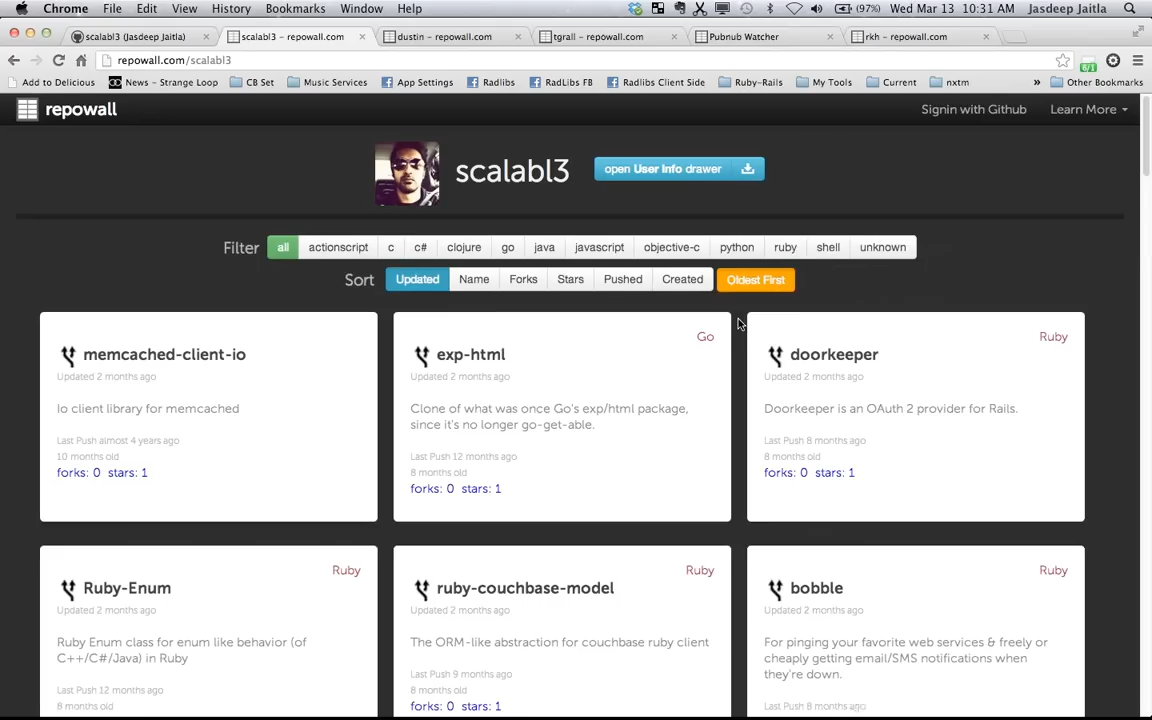 Chrome File Edit View History Bookmarks Window Help (97%) Wed Mar 13 10:31 AM Jasdeep Jaitla
scalabl3 (Jasdeep Jaitla) × scalabl3 – repowall.com × dustin – repowall.com × tgrall – repowall.com × Pubnub Watcher × rkh – repowall.com ×
repowall.com/scalabl3 6/1
Add to Delicious News – Strange Loop CB Set Music Services App Settings Radlibs RadLibs FB Radlibs Client Side Ruby-Rails My Tools Current nxtm » Other Bookmarks
repowall Signin with Github Learn More
scalabl3 open User Info drawer
Filter all actionscript c c# clojure go java javascript objective-c python ruby shell unknown
Sort Updated Name Forks Stars Pushed Created Oldest First
memcached-client-io
Updated 2 months ago
Io client library for memcached
Last Push almost 4 years ago
10 months old
forks: 0 stars: 1
Go
exp-html
Updated 2 months ago
Clone of what was once Go's exp/html package,
since it's no longer go-get-able.
Last Push 12 months ago
8 months old
forks: 0 stars: 1
Ruby
doorkeeper
Updated 2 months ago
Doorkeeper is an OAuth 2 provider for Rails.
Last Push 8 months ago
8 months old
forks: 0 stars: 1
Ruby
Ruby-Enum
Updated 2 months ago
Ruby Enum class for enum like behavior (of
C++/C#/Java) in Ruby
Last Push 12 months ago
8 months old
Ruby
ruby-couchbase-model
Updated 2 months ago
The ORM-like abstraction for couchbase ruby client
Last Push 9 months ago
8 months old
forks: 0 stars: 1
Ruby
bobble
Updated 2 months ago
For pinging your favorite web services & freely or
cheaply getting email/SMS notifications when
they're down.
Last Push 8 months ago